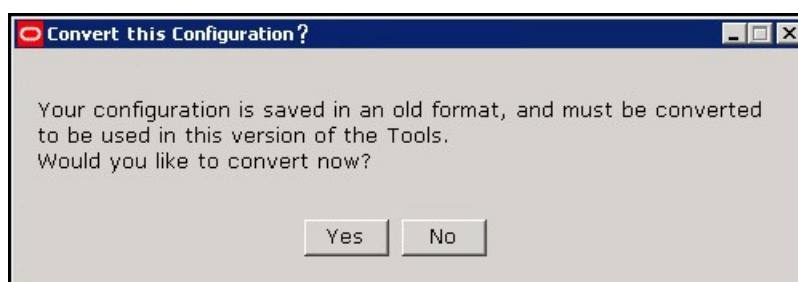 Convert this Configuration?
Your configuration is saved in an old format, and must be converted
to be used in this version of the Tools.
Would you like to convert now?
Yes No